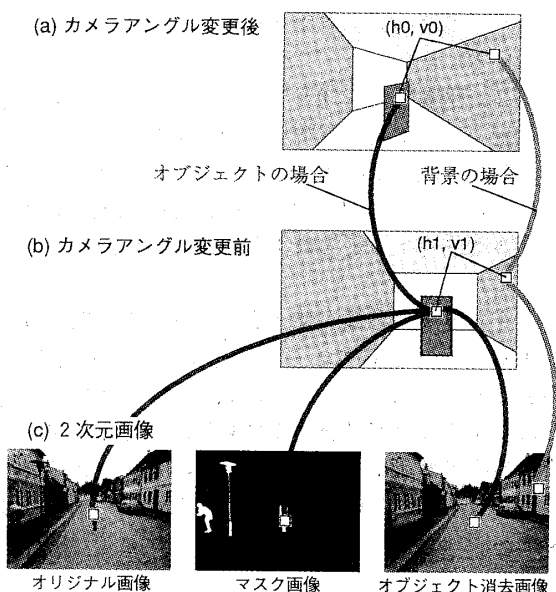 (a) カメラアングル変更後
(h0, v0)
オブジェクトの場合
背景の場合
(b) カメラアングル変更前
(h1, v1)
(c) 2次元画像
オリジナル画像
マスク画像
オブジェクト消去画像